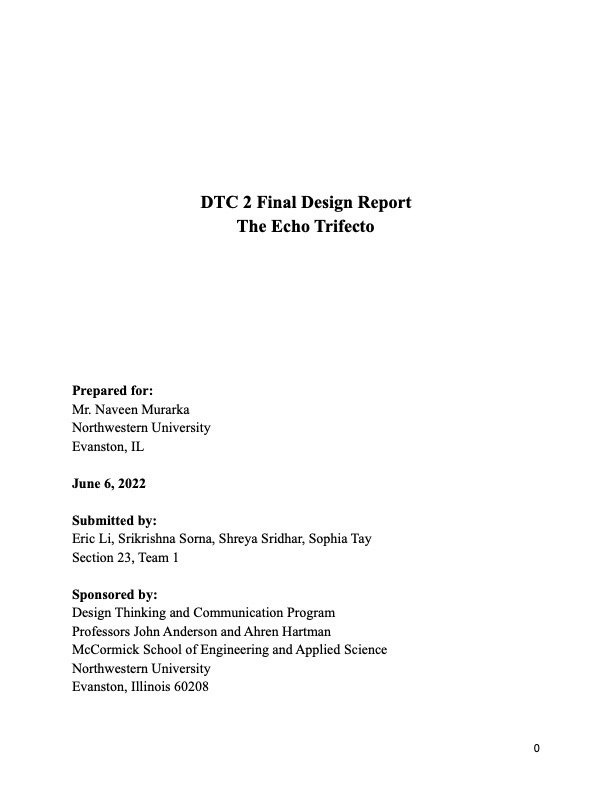 DTC 2 Final Design Report
The Echo Trifecto
Prepared for:
Mr. Naveen Murarka
Northwestern University
Evanston, IL
June 6, 2022
Submitted by:
Eric Li, Srikrishna Sorna, Shreya Sridhar, Sophia Tay
Section 23, Team 1
Sponsored by:
Design Thinking and Communication Program
Professors John Anderson and Ahren Hartman
McCormick School of Engineering and Applied Science
Northwestern University
Evanston, Illinois 60208
0